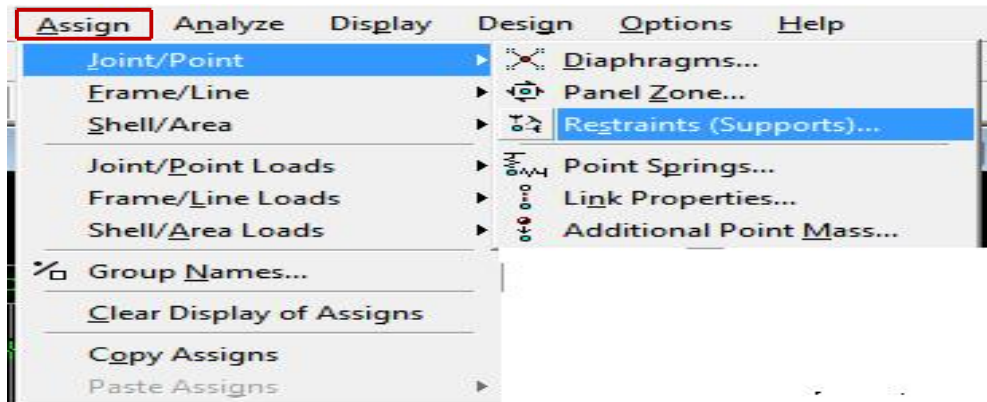 Assign Analyze Display Design Options Help
Joint/Point
Frame/Line
Shell/Area
Joint/Point Loads
Frame/Line Loads
Shell/Area Loads
Group Names...
Clear Display of Assigns
Copy Assigns
Paste Assigns
Diaphragms...
Panel Zone...
Restraints (Supports)...
Point Springs...
Link Properties...
Additional Point Mass...